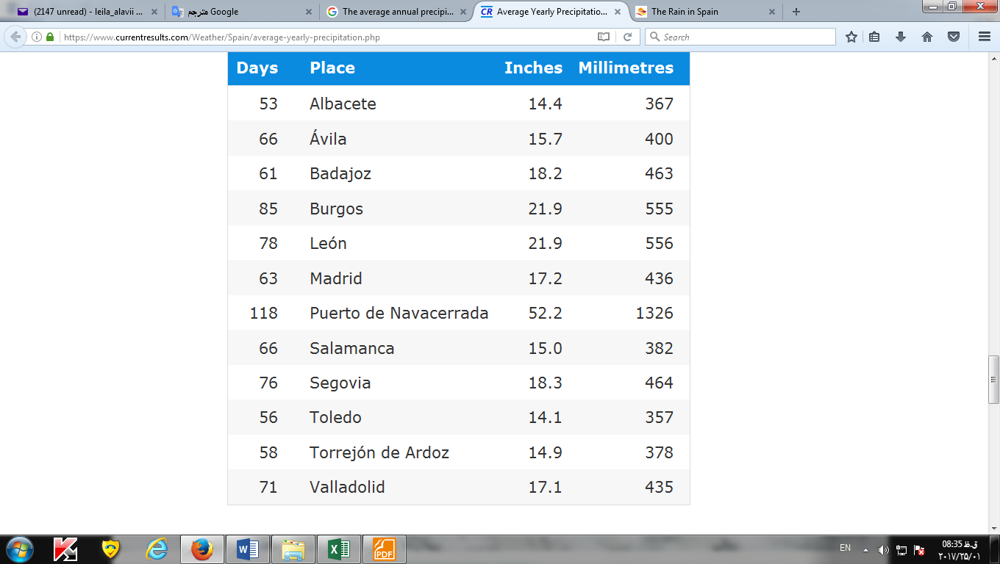 (2147 unread) - leila_alavii ...
مترجم Google
The average annual precipi...
CR Average Yearly Precipitatio...
The Rain in Spain
https://www.currentresults.com/Weather/Spain/average-yearly-precipitation.php
Search
Days Place Inches Millimetres
53 Albacete 14.4 367
66 Ávila 15.7 400
61 Badajoz 18.2 463
85 Burgos 21.9 555
78 León 21.9 556
63 Madrid 17.2 436
118 Puerto de Navacerrada 52.2 1326
66 Salamanca 15.0 382
76 Segovia 18.3 464
56 Toledo 14.1 357
58 Torrejón de Ardoz 14.9 378
71 Valladolid 17.1 435
PDF
EN
08:35 ق.ظ
۲۰۱۷/۲۵/۰۱